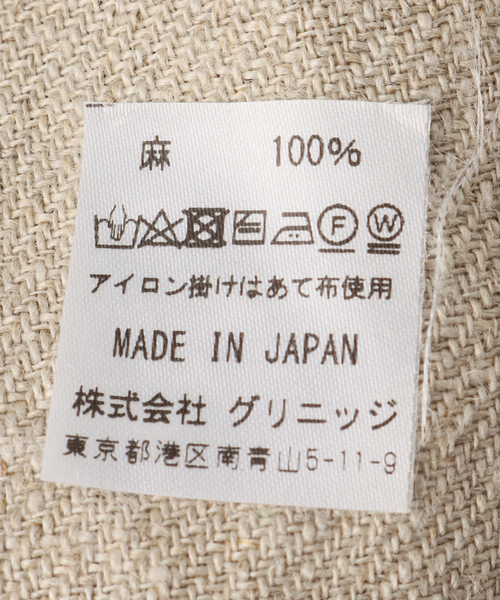 麻 100%
F W
アイロン掛けはあて布使用
MADE IN JAPAN
株式会社 グリニッジ
東京都港区南青山5-11-9